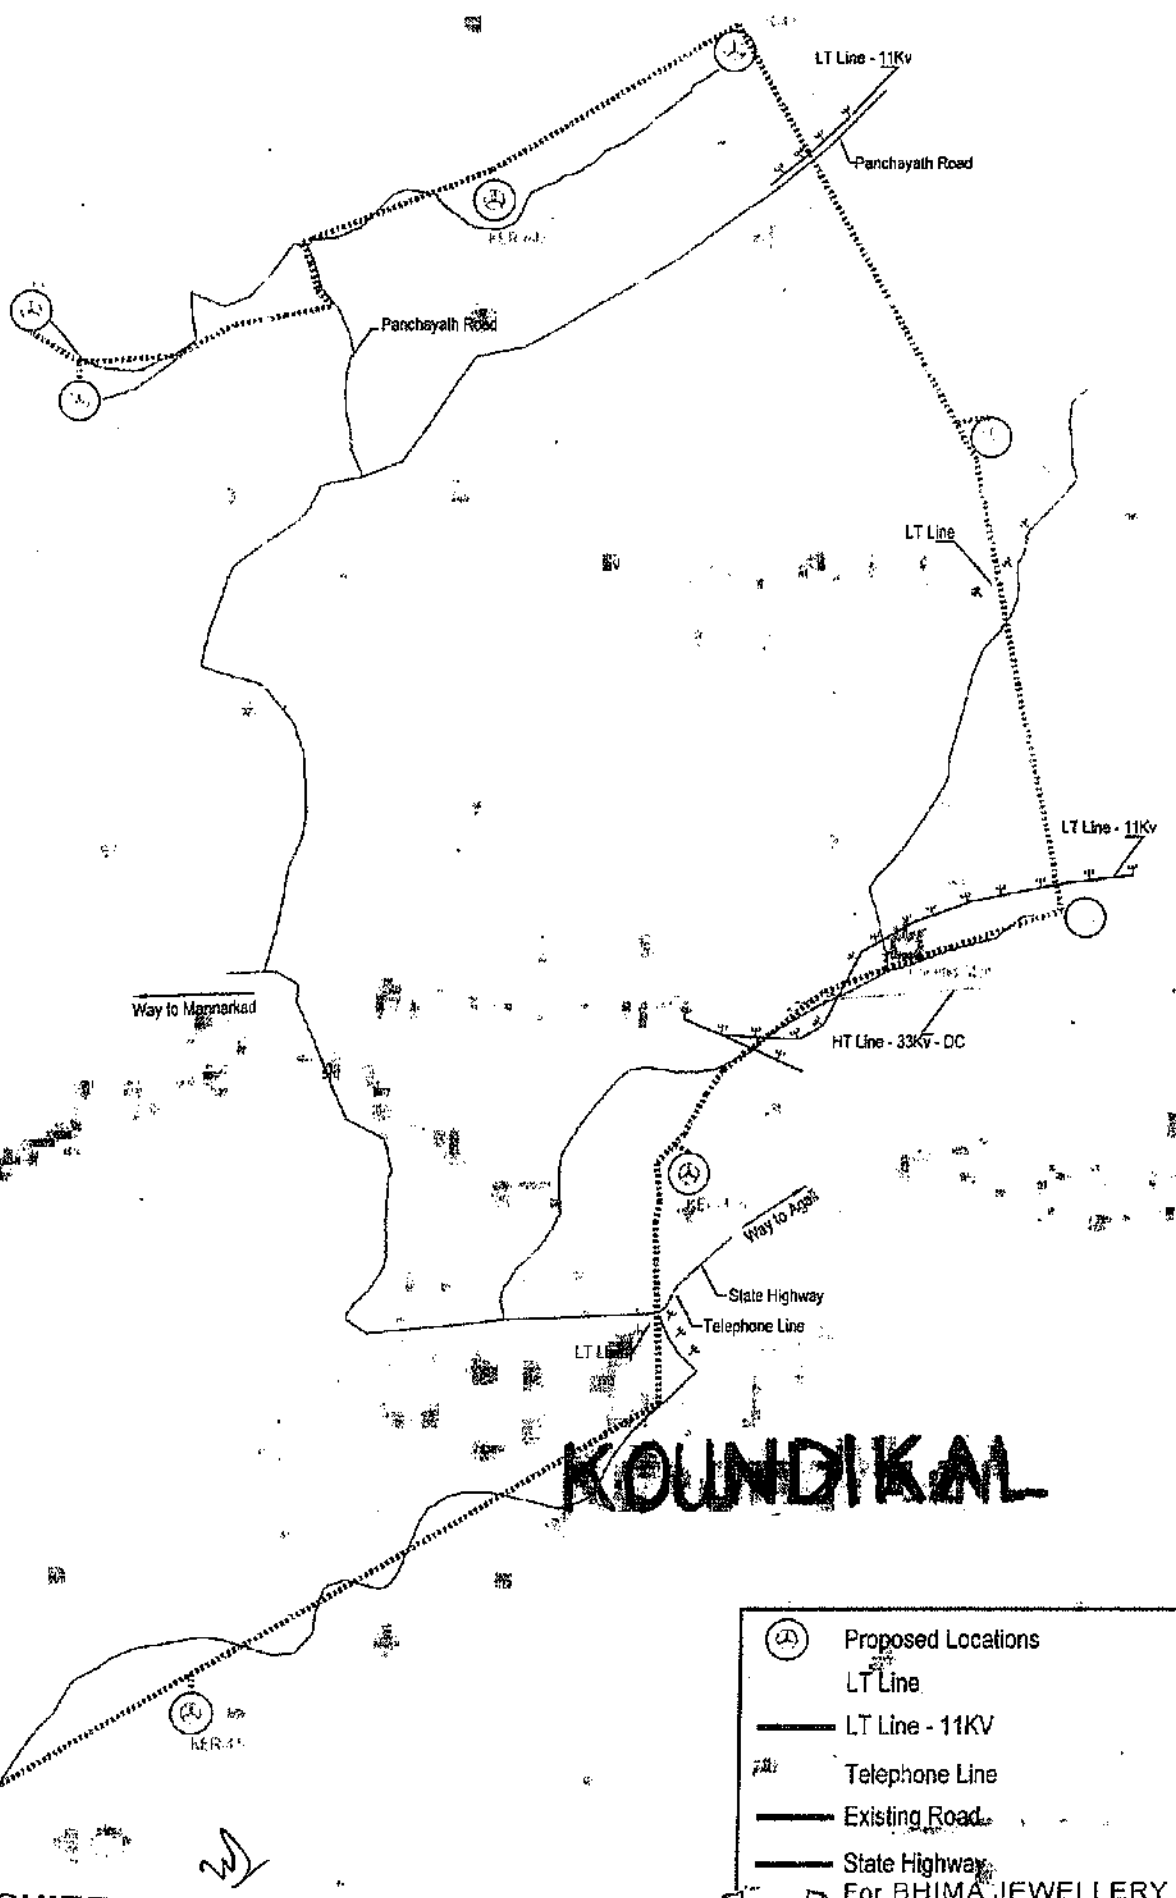 LT Line - 11Kv
Panchayath Road
Panchayath Road
LT Line
LT Line - 11Kv
Way to Mannarkad
HT Line - 33Kv - DC
Way to Agali
State Highway
Telephone Line
KOUNDIKAL
Proposed Locations
LT Line
LT Line - 11KV
Telephone Line
Existing Road
State Highway
For BHIMA JEWELLERY